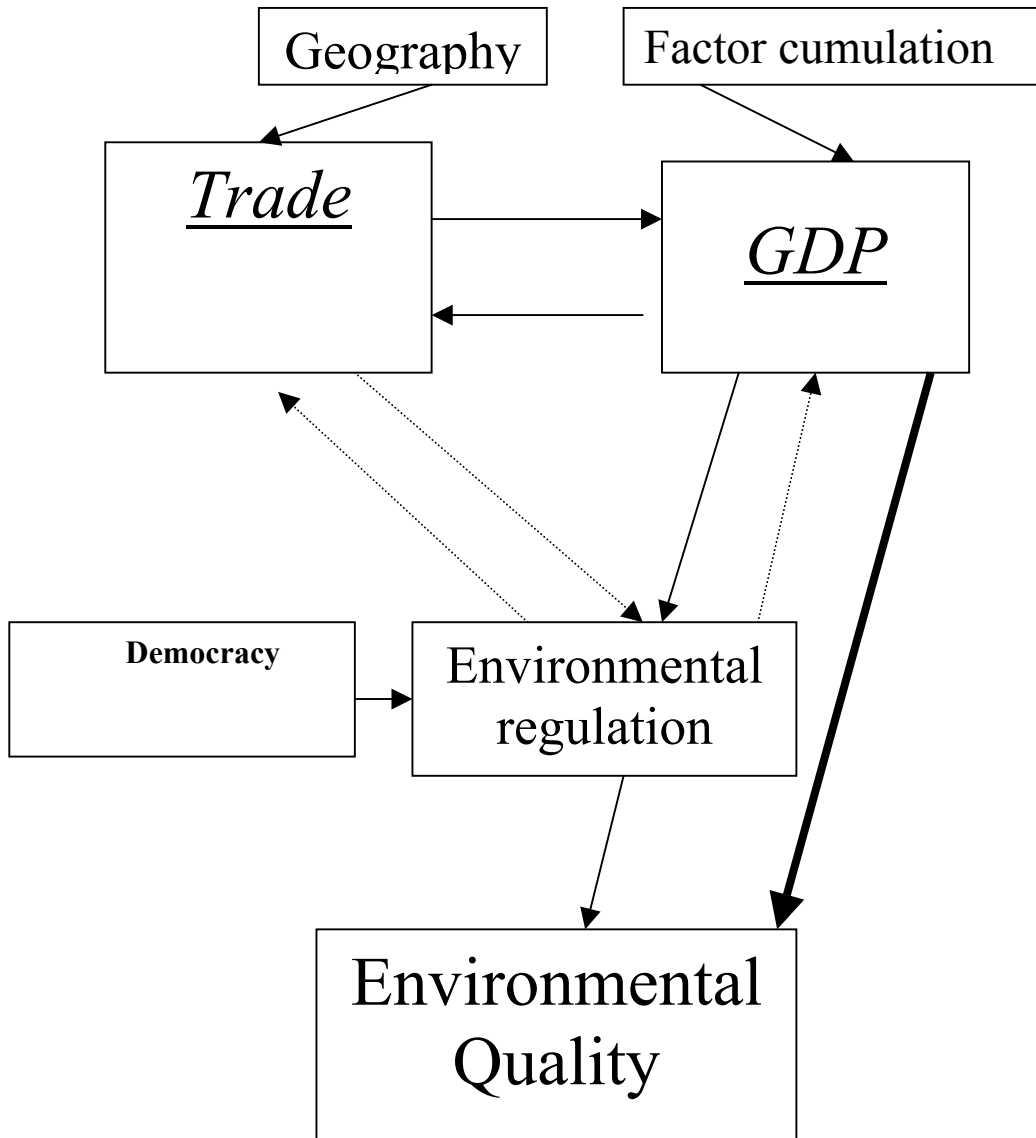 Geography
Factor cumulation
Trade
GDP
Democracy
Environmental
regulation
Environmental
Quality